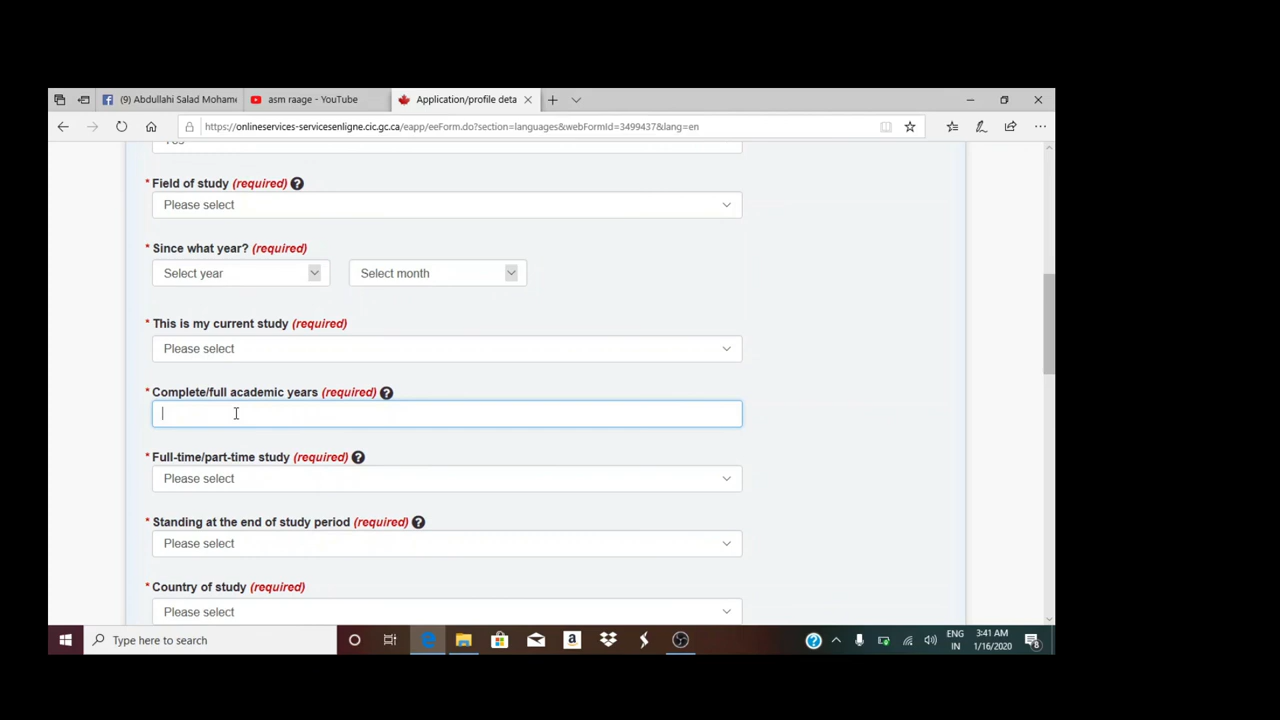 (9) Abdullahi Salad Mohame
asm raage - YouTube
Application/profile deta
https://onlineservices-servicesenligne.cic.gc.ca/eapp/eeForm.do?section=languages&webFormId=3499437&lang=en
* Field of study (required) ?
Please select
* Since what year? (required)
Select year Select month
* This is my current study (required)
Please select
* Complete/full academic years (required) ?
* Full-time/part-time study (required) ?
Please select
* Standing at the end of study period (required) ?
Please select
* Country of study (required)
Please select
Type here to search
ENG
IN
3:41 AM
1/16/2020
8